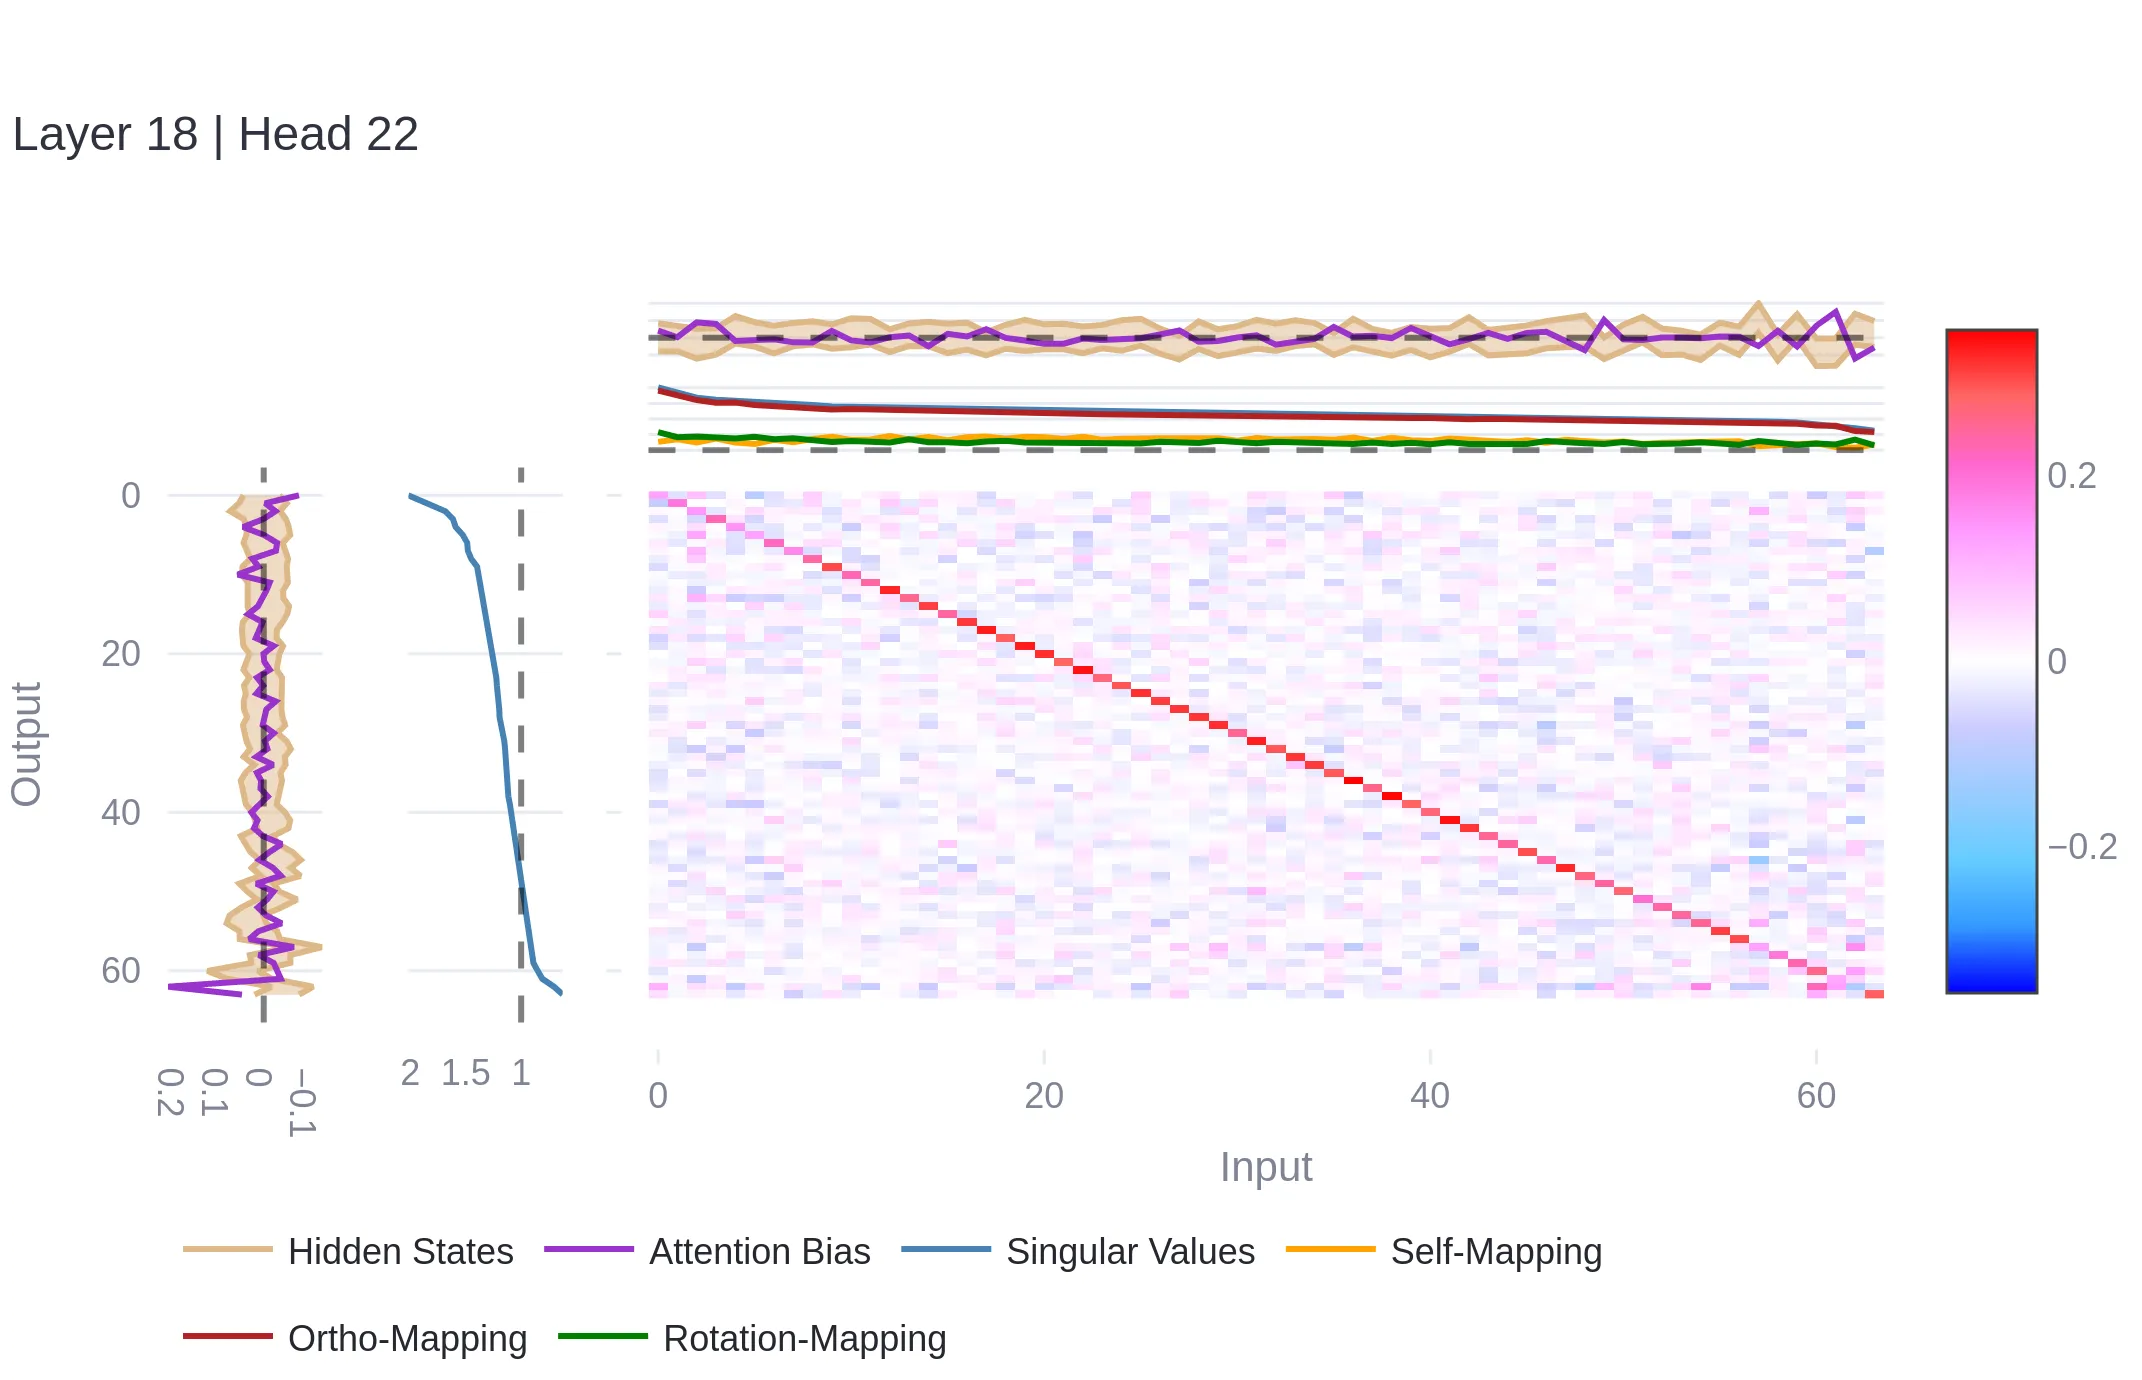 Layer 18 | Head 22
0
20
40
60
Output
0.2
0.1
0
−0.1
2
1.5
1
0
20
40
60
Input
0.2
0
−0.2
Hidden States
Attention Bias
Singular Values
Self-Mapping
Ortho-Mapping
Rotation-Mapping